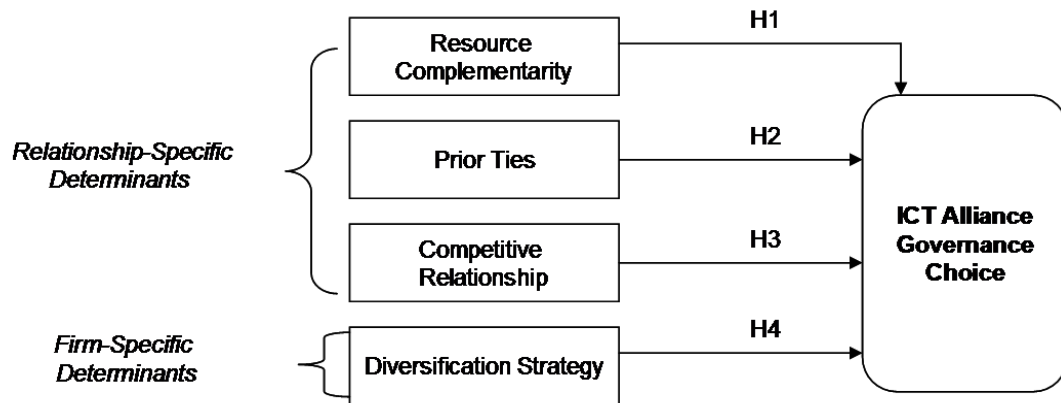 H1
Resource
Complementarity
Relationship-Specific
Determinants
H2
Prior Ties
ICT Alliance
Governance
Choice
H3
Competitive
Relationship
H4
Firm-Specific
Determinants
Diversification Strategy